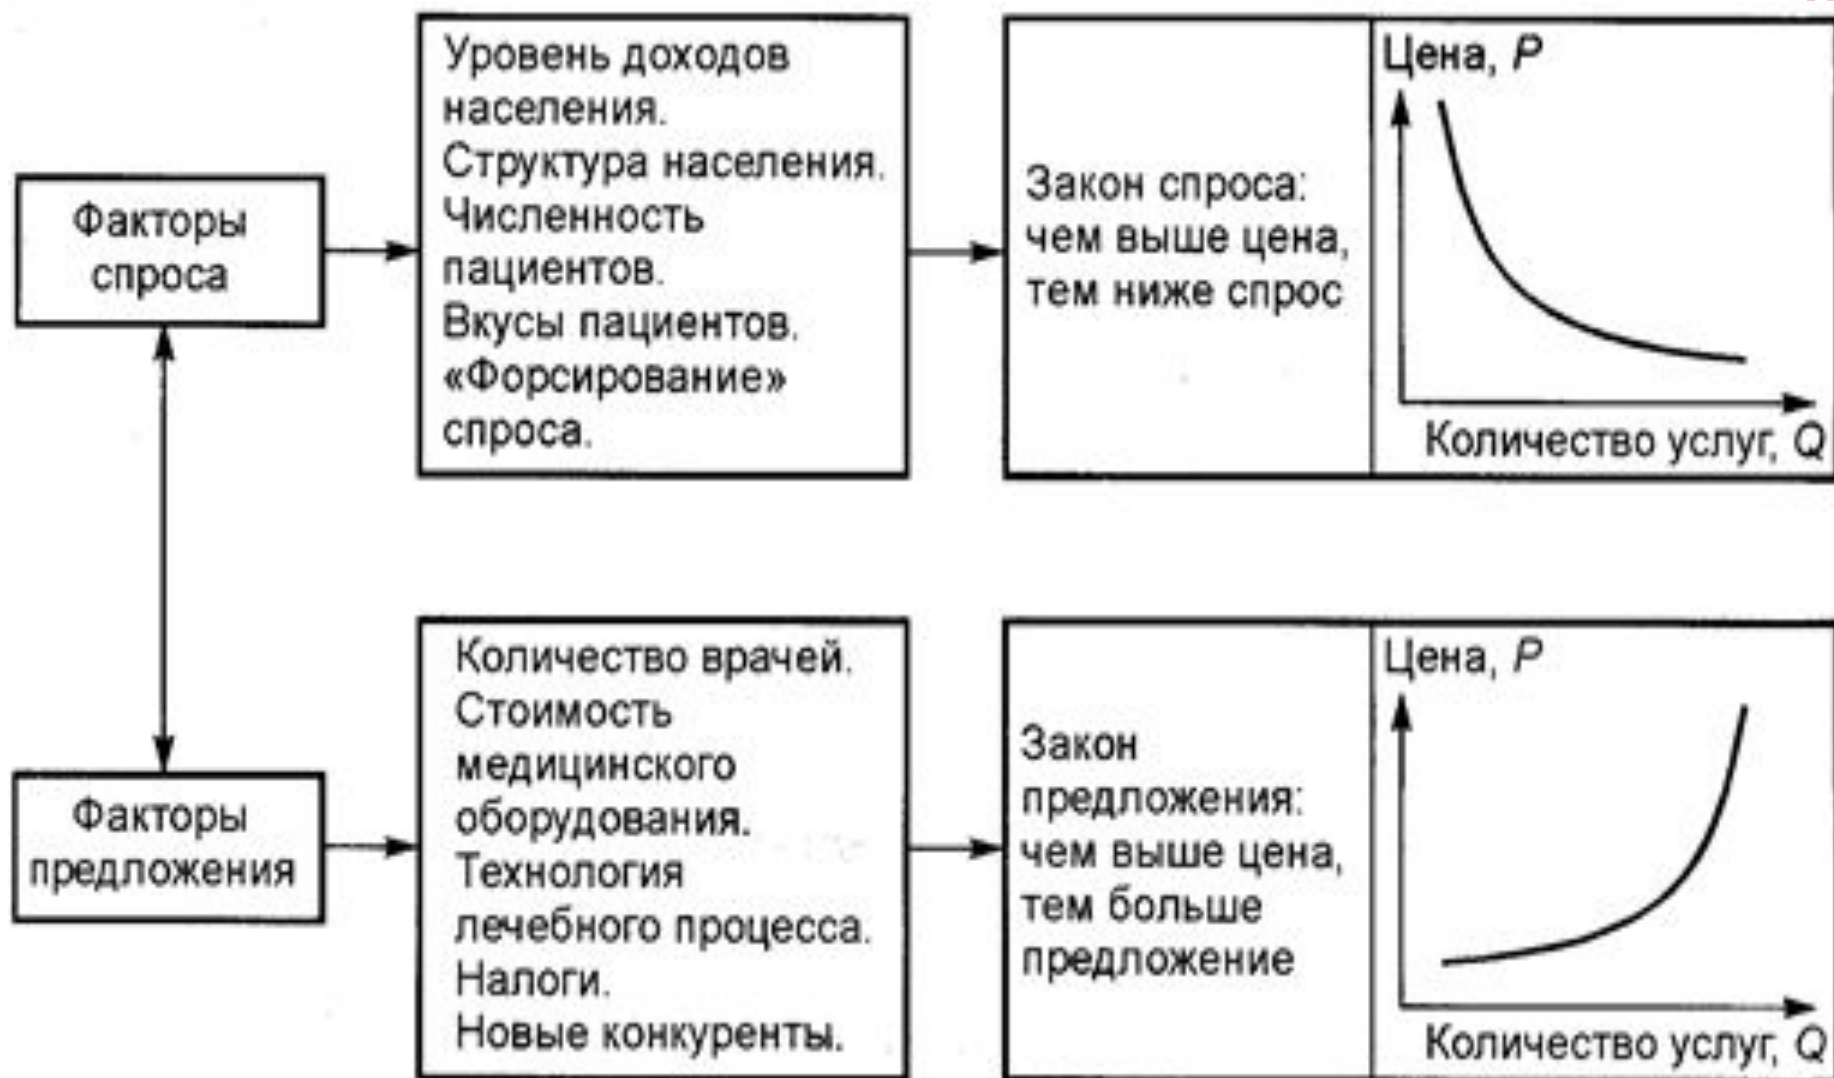 Факторы
спроса
Уровень доходов
населения.
Структура населения.
Численность
пациентов.
Вкусы пациентов.
«Форсирование»
спроса.
Закон спроса:
чем выше цена,
тем ниже спрос
Цена, P
Количество услуг, Q
Факторы
предложения
Количество врачей.
Стоимость
медицинского
оборудования.
Технология
лечебного процесса.
Налоги.
Новые конкуренты.
Закон
предложения:
чем выше цена,
тем больше
предложение
Цена, P
Количество услуг, Q